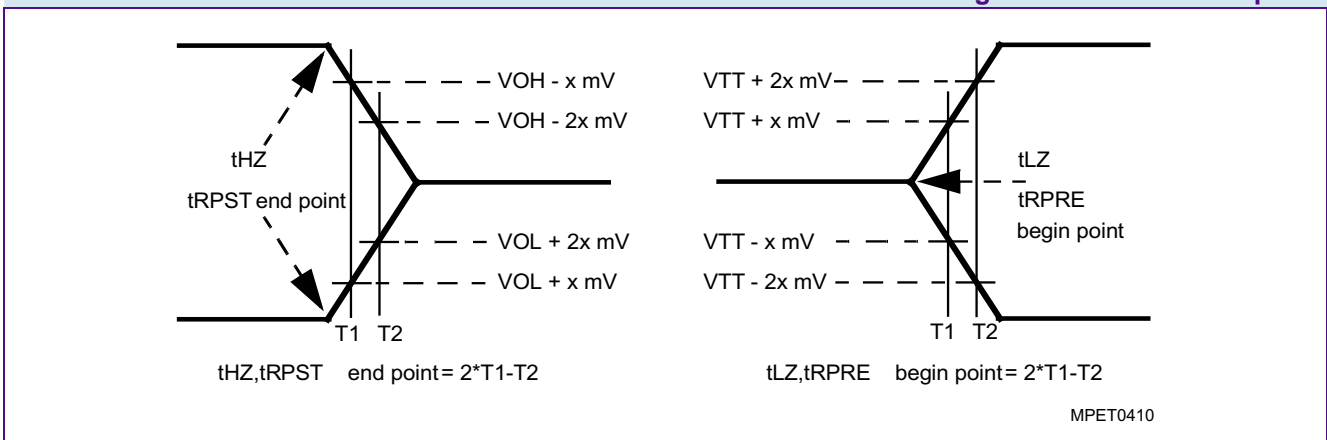 VOH - x mV
VOH - 2x mV
tHZ
tRPST end point
VOL + 2x mV
VOL + x mV
T1 T2
tHZ,tRPST end point= 2*T1-T2
VTT + 2x mV
VTT + x mV
tLZ
tRPRE
begin point
VTT - x mV
VTT - 2x mV
T1 T2
tLZ,tRPRE begin point= 2*T1-T2
MPET0410